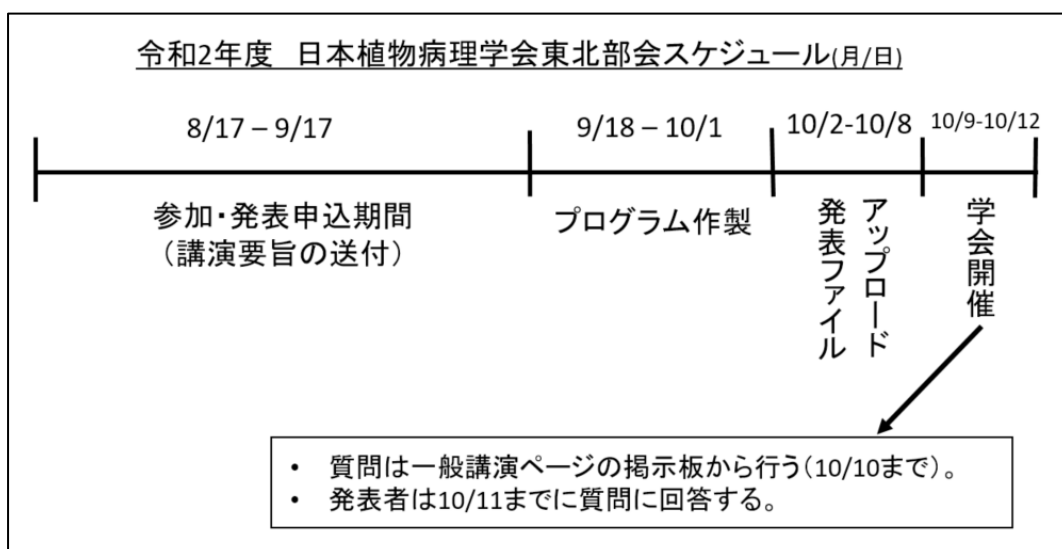 令和2年度　日本植物病理学会東北部会スケジュール(月/日)
8/17 – 9/17
9/18 – 10/1
10/2-10/8
10/9-10/12
参加・発表申込期間
（講演要旨の送付）
プログラム作製
発表ファイル
アップロード
学会開催
• 質問は一般講演ページの掲示板から行う（10/10まで）。
• 発表者は10/11までに質問に回答する。